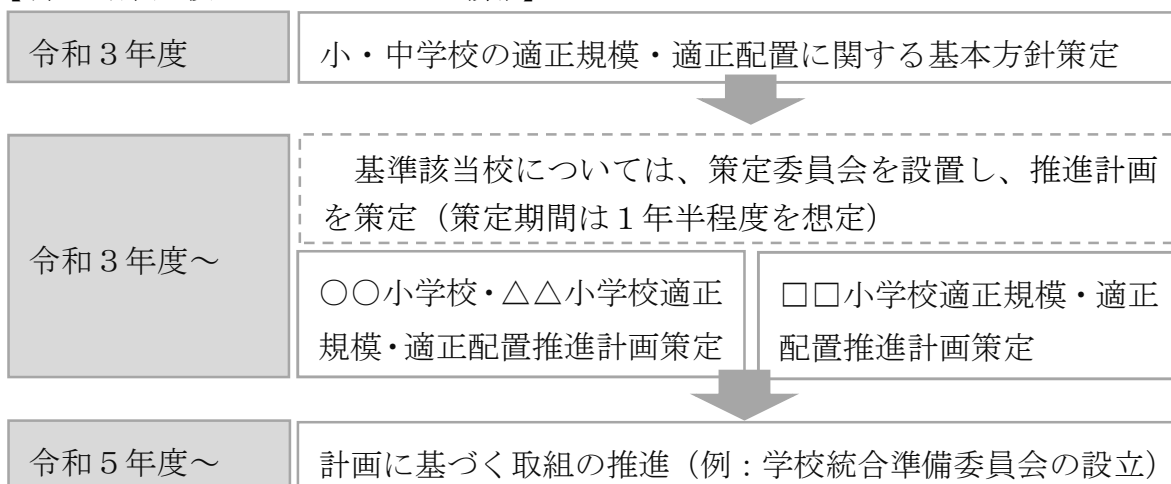 令和３年度
小・中学校の適正規模・適正配置に関する基本方針策定
令和３年度～
基準該当校については、策定委員会を設置し、推進計画
を策定（策定期間は１年半程度を想定）
○○小学校・△△小学校適正
規模・適正配置推進計画策定
□□小学校適正規模・適正
配置推進計画策定
令和５年度～
計画に基づく取組の推進（例：学校統合準備委員会の設立）